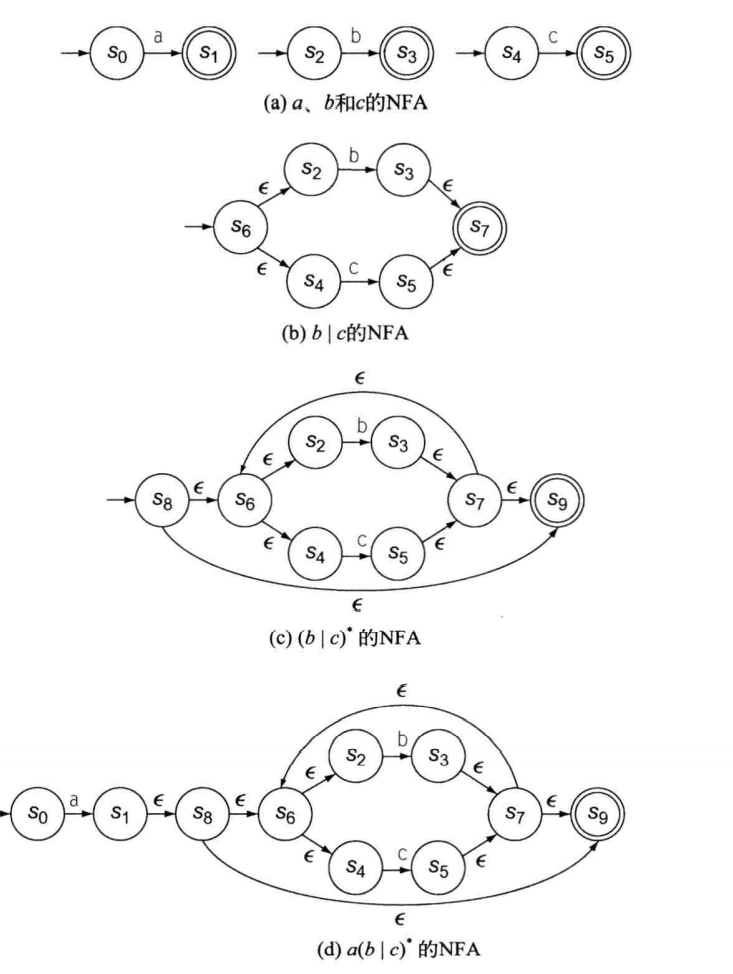 a b c
s0 s1 s2 s3 s4 s5
(a) a、b和c的NFA
b
s2 s3
ϵ ϵ
s6 s7
ϵ c ϵ
s4 s5
(b) b | c的NFA
ϵ
b
s2 s3
ϵ ϵ
s8 ϵ s6 s7 ϵ s9
ϵ c ϵ
s4 s5
ϵ
(c) (b | c)* 的NFA
ϵ
b
s2 s3
ϵ ϵ
s0 a s1 ϵ s8 ϵ s6 s7 ϵ s9
ϵ c ϵ
s4 s5
ϵ
(d) a(b | c)* 的NFA